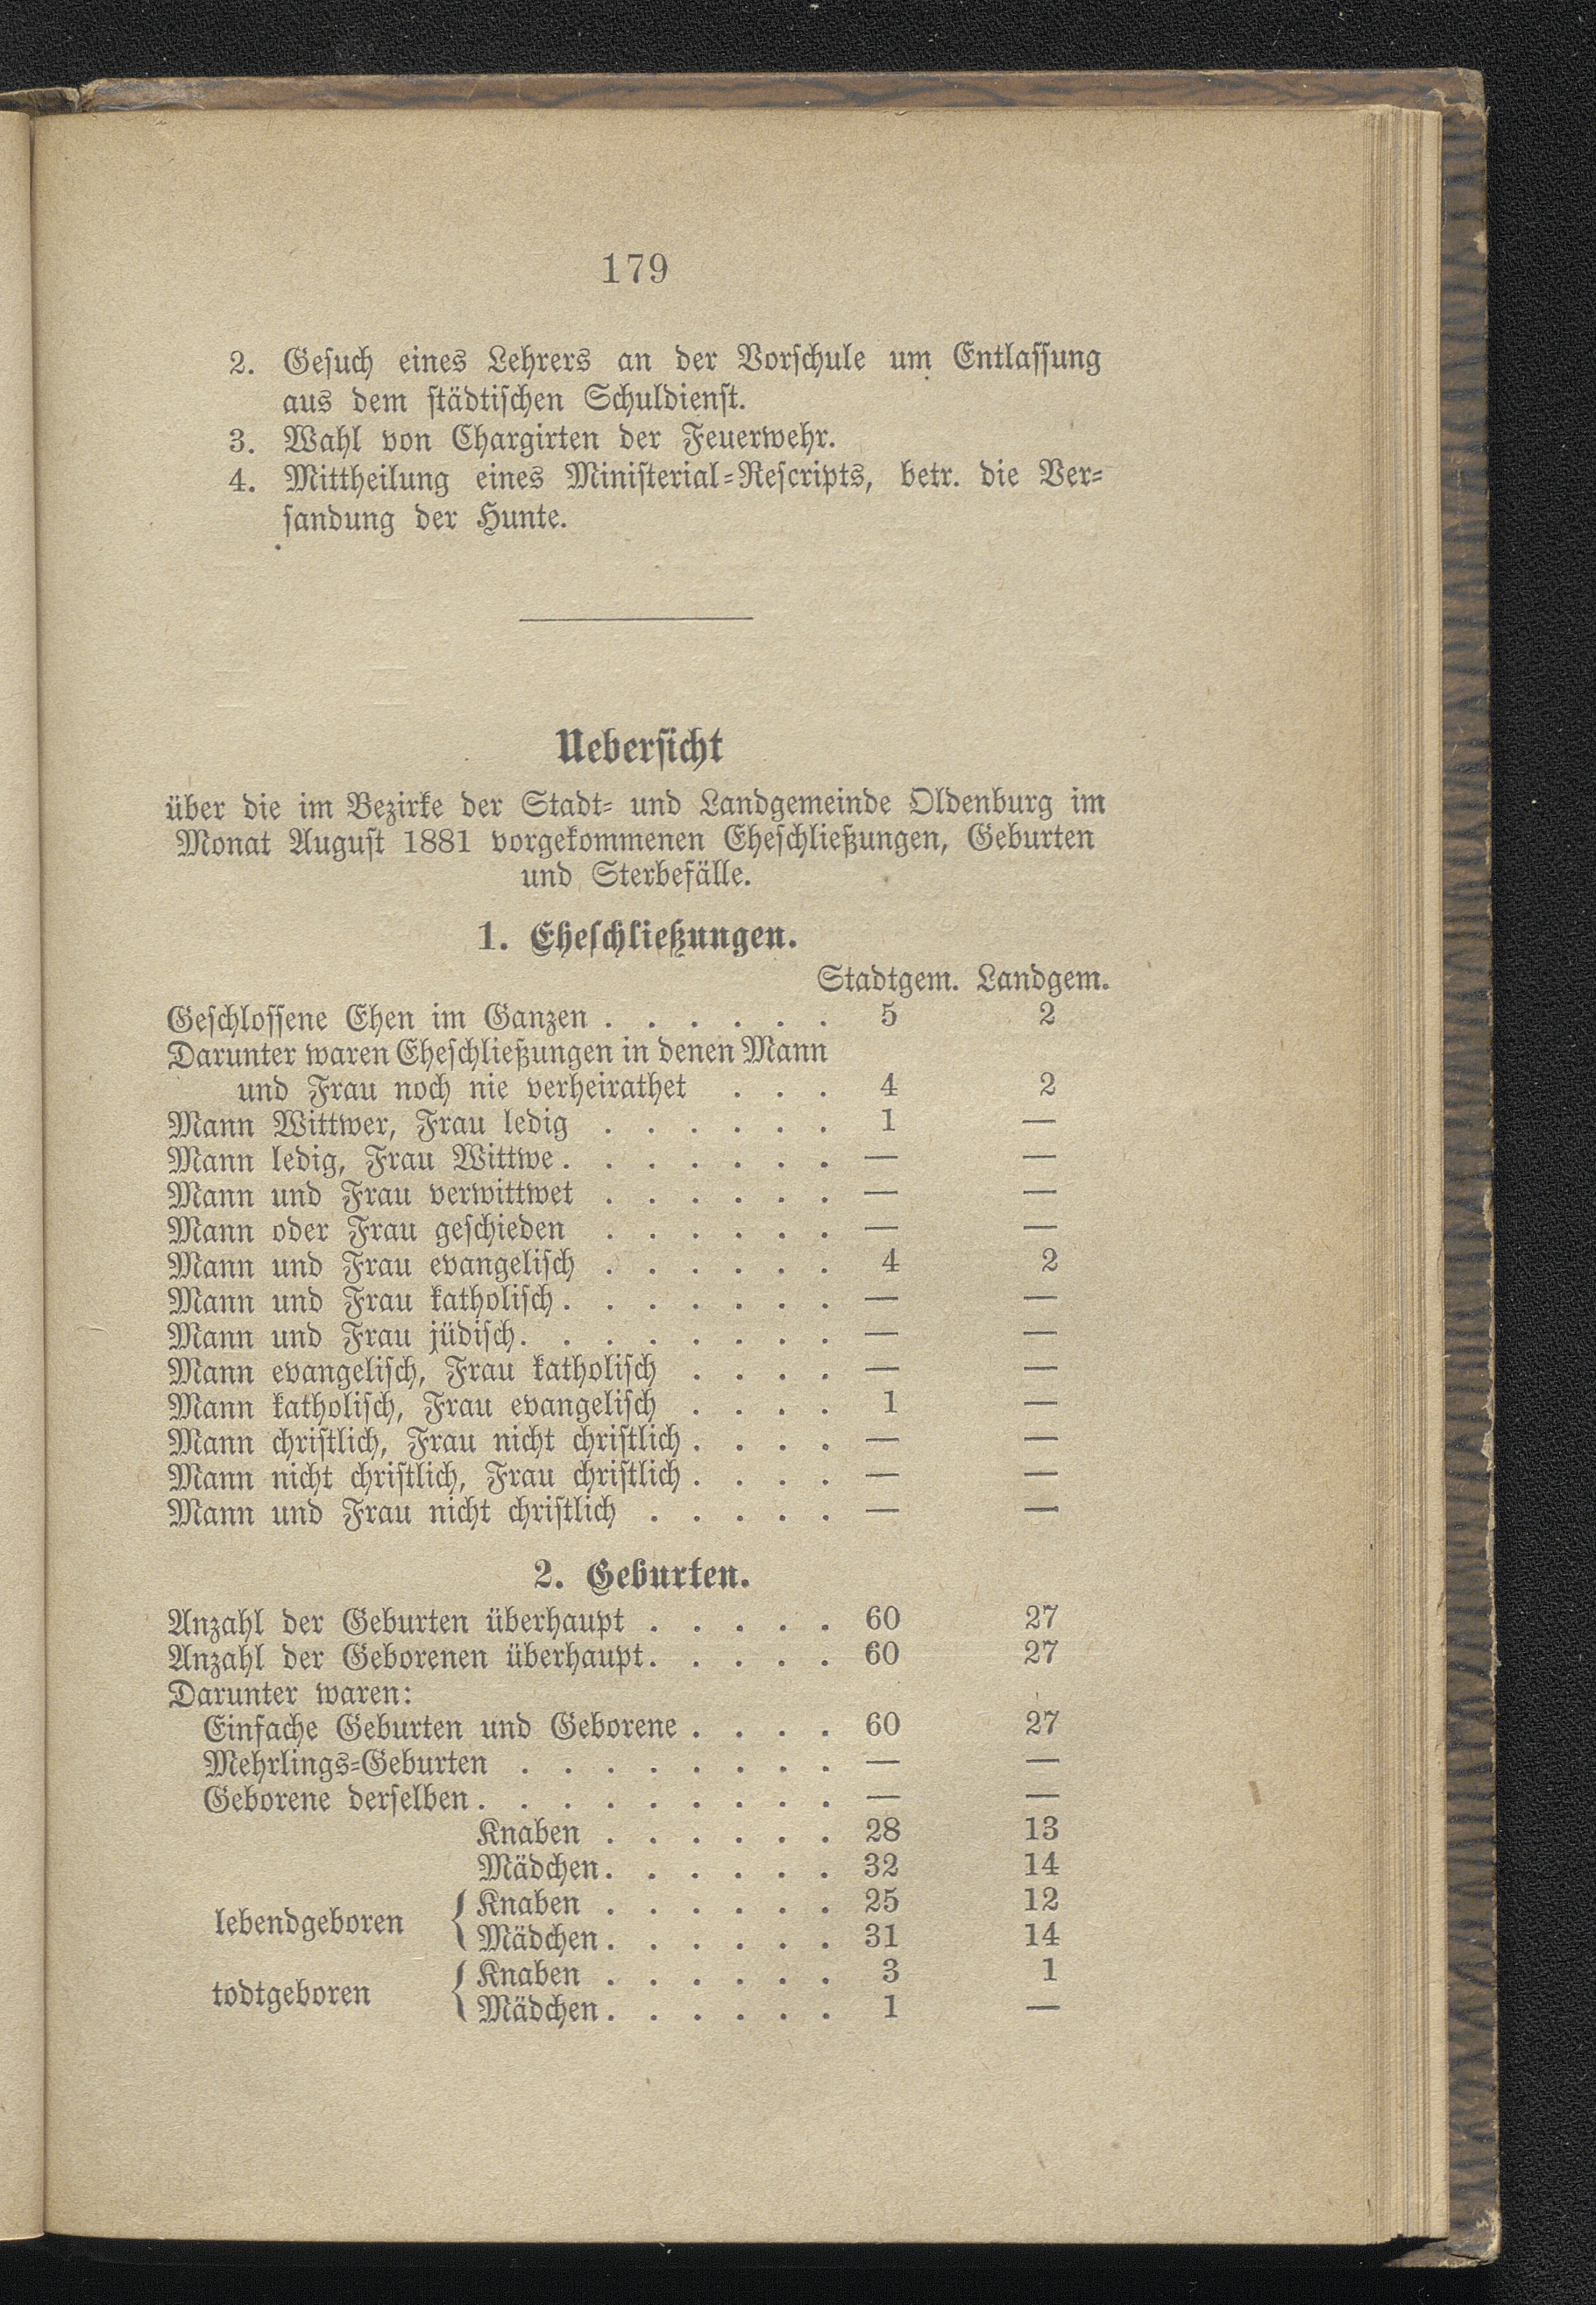 179
2. Gesuch eines Lehrers an der Vorschule um Entlassung
aus dem städtischen Schuldienst.
3. Wahl von Chargirten der Feuerwehr.
4. Mittheilung eines Ministerial-Rescripts, betr. die Ver-
sandung der Hunte.
Uebersicht
über die im Bezirke der Stadt- und Landgemeinde Oldenburg im
Monat August 1881 vorgekommenen Eheschließungen, Geburten
und Sterbefälle.
1. Eheschließungen.
Stadtgem. Landgem.
Geschlossene Ehen im Ganzen . . . . . . 5 2
Darunter waren Eheschließungen in denen Mann
und Frau noch nie verheirathet . . . 4 2
Mann Wittwer, Frau ledig . . . . . . 1 —
Mann ledig, Frau Wittwe . . . . . . . — —
Mann und Frau verwittwet . . . . . . — —
Mann oder Frau geschieden . . . . . . — —
Mann und Frau evangelisch . . . . . . 4 2
Mann und Frau katholisch . . . . . . . — —
Mann und Frau jüdisch . . . . . . . . — —
Mann evangelisch, Frau katholisch . . . . — —
Mann katholisch, Frau evangelisch . . . . 1 —
Mann christlich, Frau nicht christlich . . . . — —
Mann nicht christlich, Frau christlich . . . . — —
Mann und Frau nicht christlich . . . . . — —
2. Geburten.
Anzahl der Geburten überhaupt . . . . . 60 27
Anzahl der Geborenen überhaupt . . . . . 60 27
Darunter waren:
Einfache Geburten und Geborene . . . . 60 27
Mehrlings-Geburten . . . . . . . . — —
Geborene derselben . . . . . . . . . — —
Knaben . . . . . . 28 13
Mädchen . . . . . . 32 14
lebendgeboren { Knaben . . . . . . 25 12
Mädchen . . . . . . 31 14
todtgeboren { Knaben . . . . . . 3 1
Mädchen . . . . . . 1 —